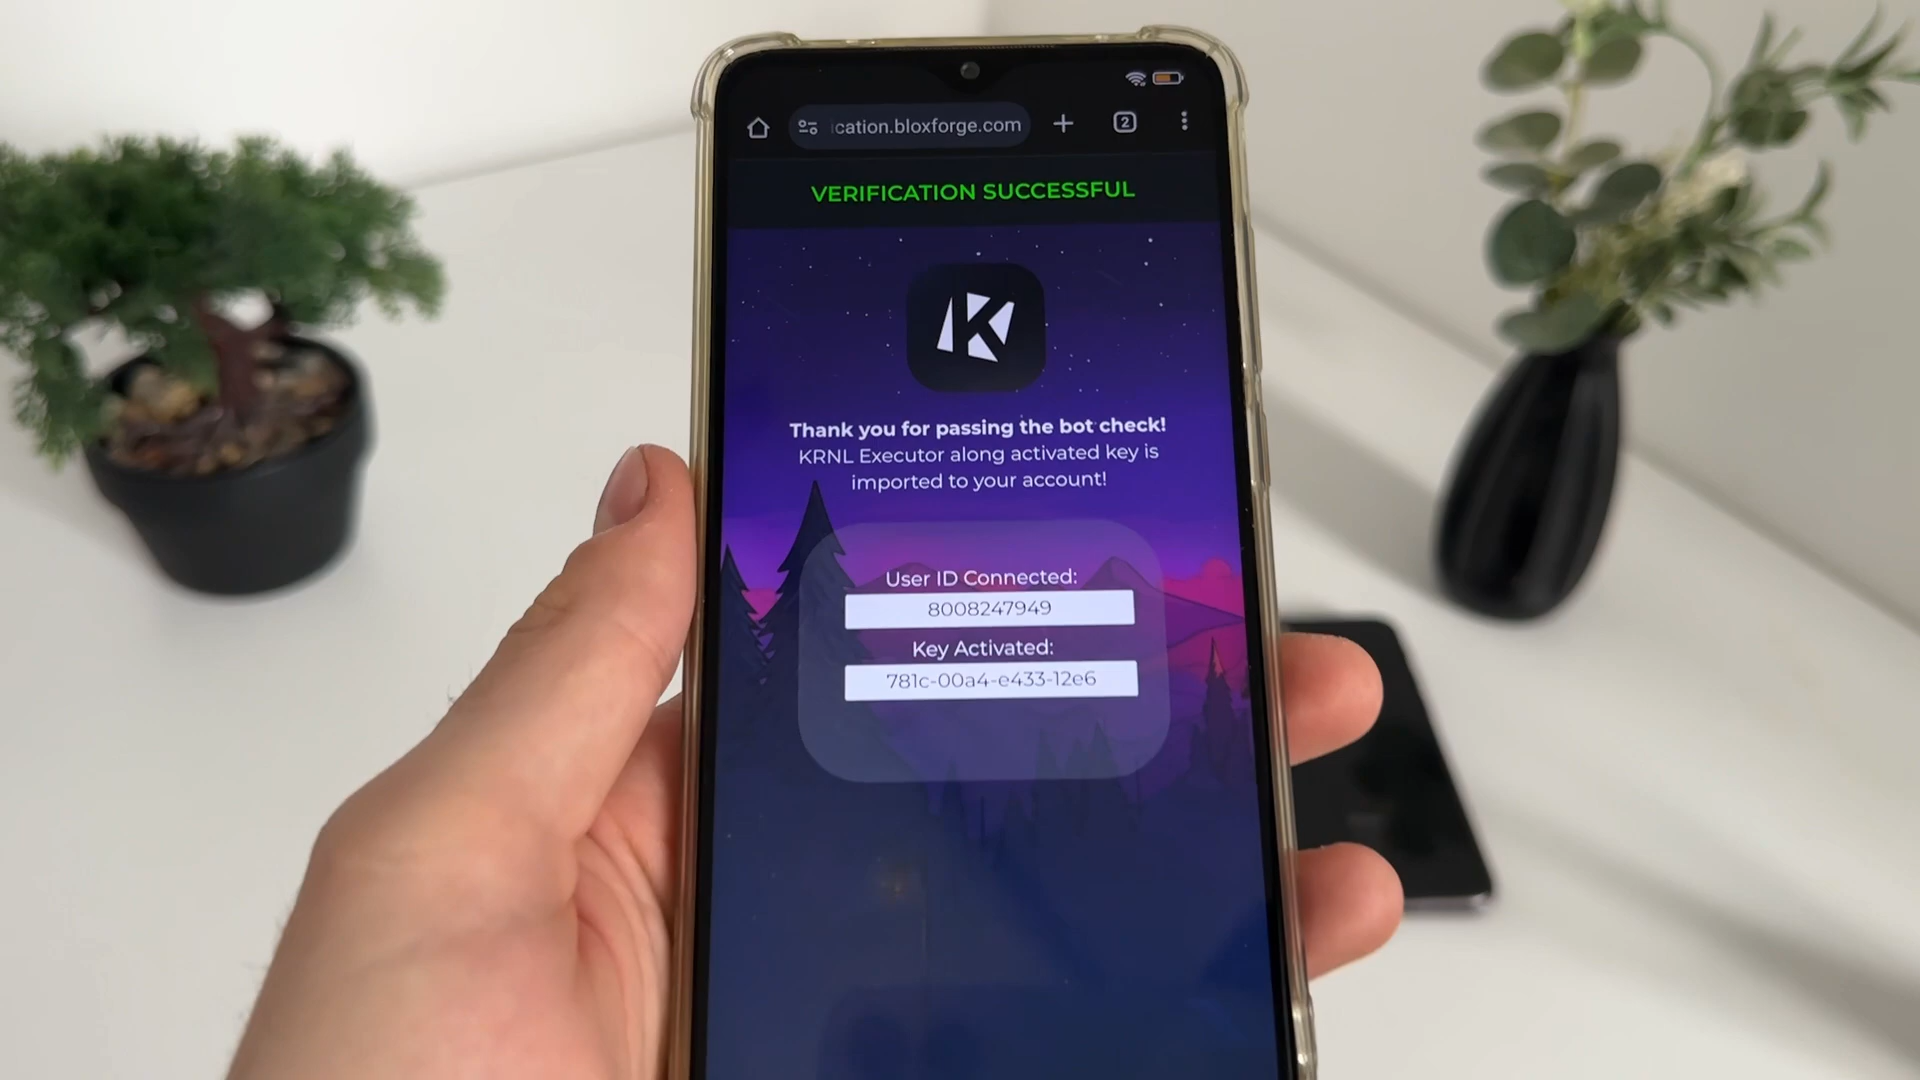 ication.bloxforge.com
2
VERIFICATION SUCCESSFUL
K
Thank you for passing the bot check!
KRNL Executor along activated key is
imported to your account!
User ID Connected:
8008247949
Key Activated:
781c-00a4-e433-12e6